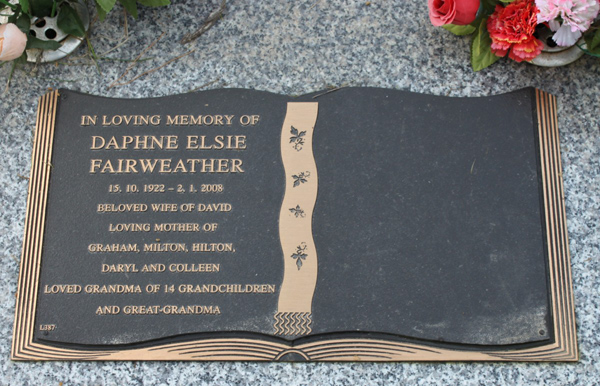 IN LOVING MEMORY OF
DAPHNE ELSIE
FAIRWEATHER
15. 10. 1922 – 2. 1. 2008
BELOVED WIFE OF DAVID
LOVING MOTHER OF
GRAHAM, MILTON, HILTON,
DARYL AND COLLEEN
LOVED GRANDMA OF 14 GRANDCHILDREN
AND GREAT-GRANDMA
L387